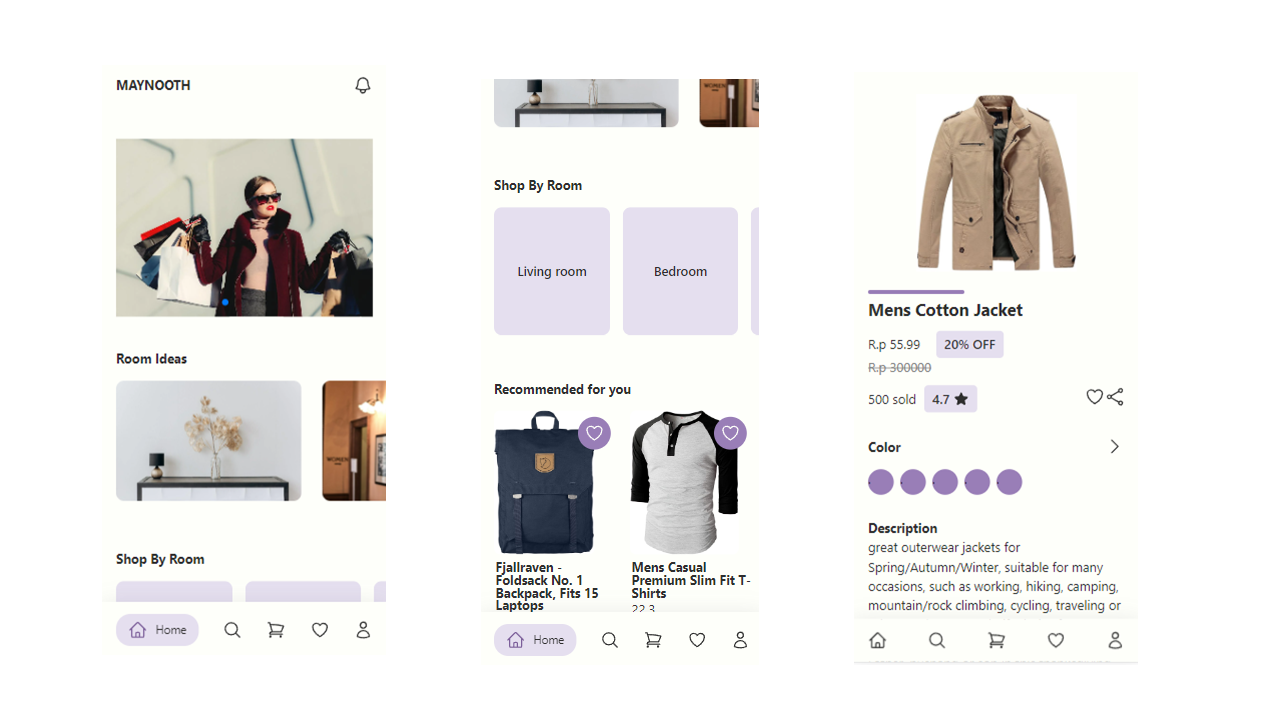 MAYNOOTH
Room Ideas
WOMEN
Shop By Room
Home
WOMEN
Shop By Room
Living room
Bedroom
Recommended for you
Fjallraven -
Foldsack No. 1
Backpack, Fits 15
Laptops
Mens Casual
Premium Slim Fit T-
Shirts
22.3
Home
Mens Cotton Jacket
R.p 55.99
20% OFF
R.p 300000
500 sold
4.7
Color
Description
great outerwear jackets for
Spring/Autumn/Winter, suitable for many
occasions, such as working, hiking, camping,
mountain/rock climbing, cycling, traveling or